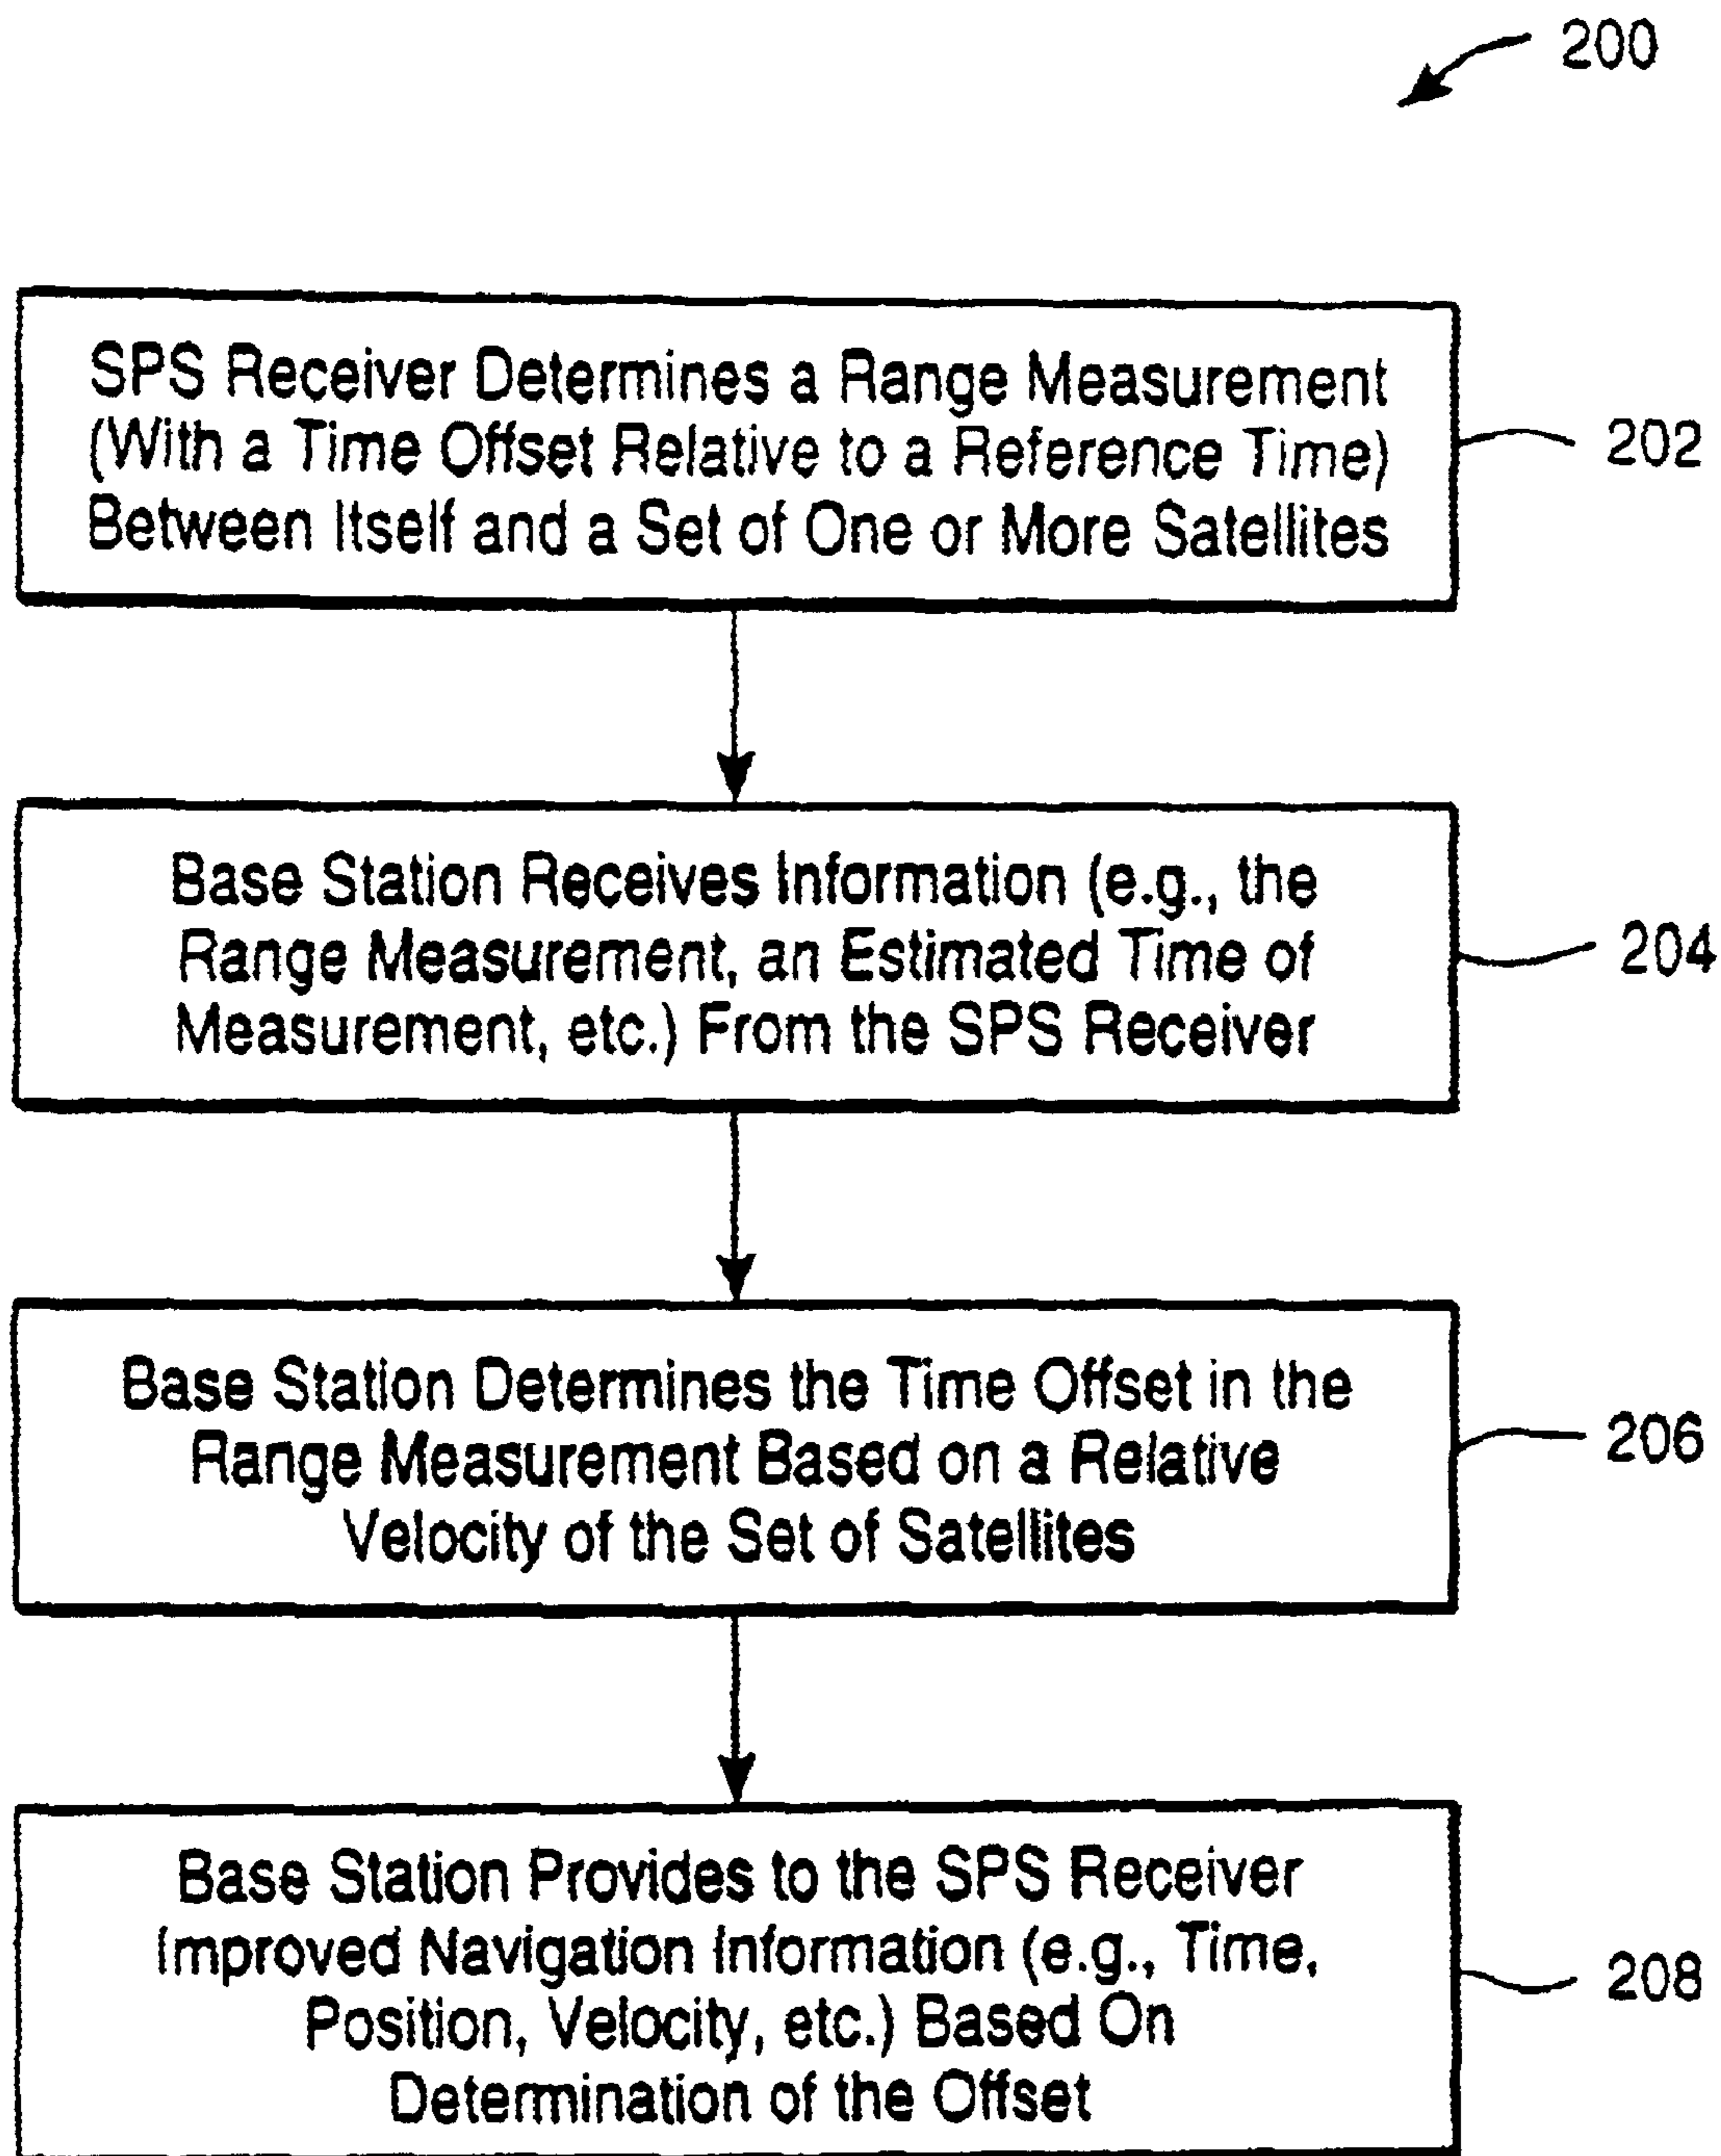 200
SPS Receiver Determines a Range Measurement
(With a Time Offset Relative to a Reference Time)
Between Itself and a Set of One or More Satellites
202
Base Station Receives Information (e.g., the
Range Measurement, an Estimated Time of
Measurement, etc.) From the SPS Receiver
204
Base Station Determines the Time Offset in the
Range Measurement Based on a Relative
Velocity of the Set of Satellites
206
Base Station Provides to the SPS Receiver
Improved Navigation Information (e.g., Time,
Position, Velocity, etc.) Based On
Determination of the Offset
208